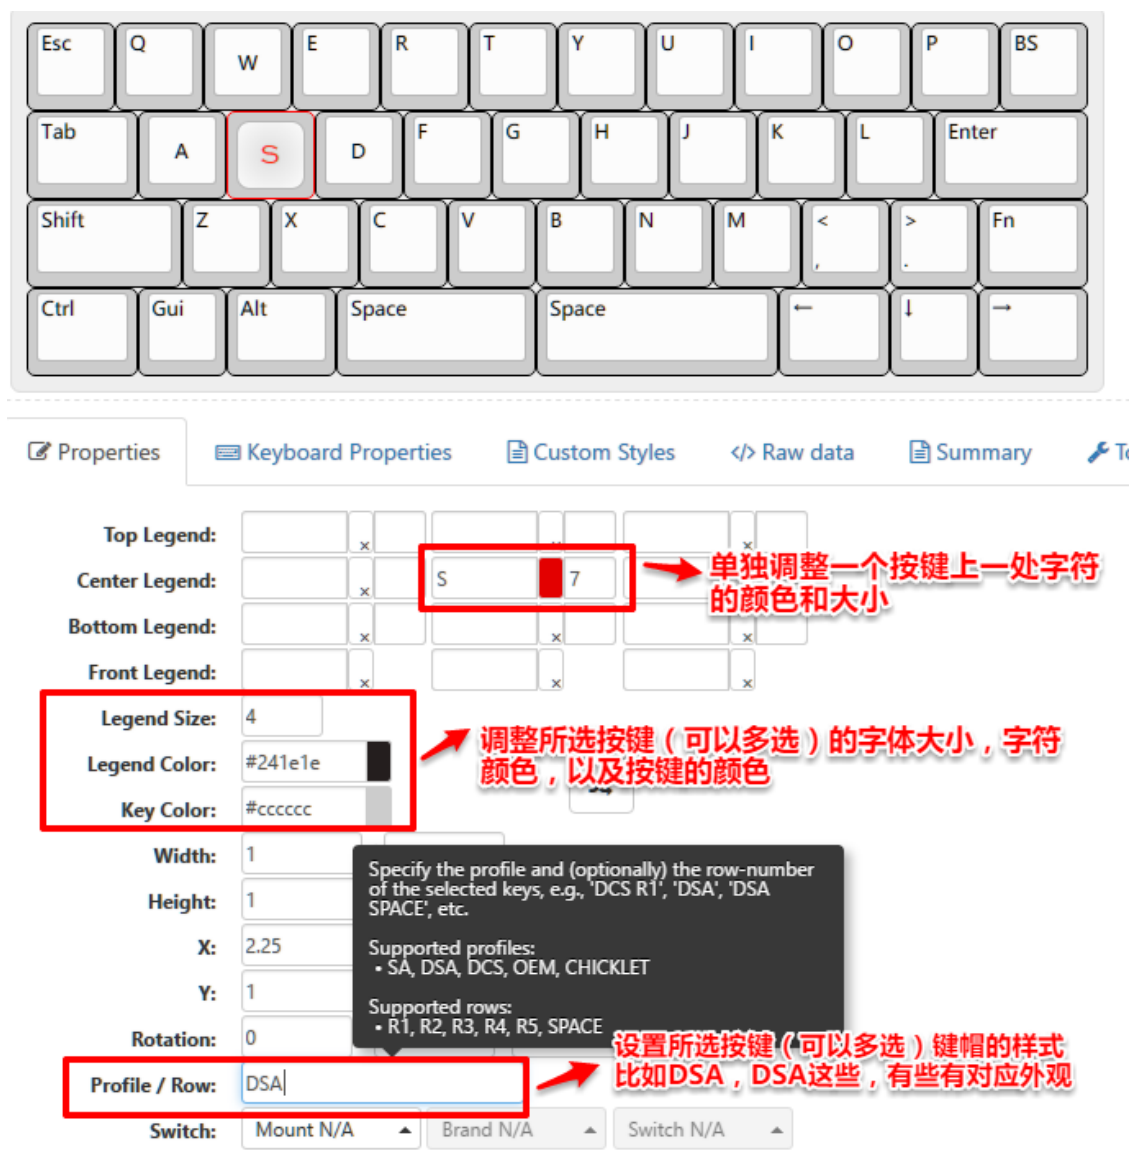 Esc Q W E R T Y U I O P BS
Tab A S D F G H J K L Enter
Shift Z X C V B N M < > Fn
, .
Ctrl Gui Alt Space Space ← ↓ →
Properties Keyboard Properties Custom Styles </> Raw data Summary
Top Legend: × × ×
Center Legend: × S 7
单独调整一个按键上一处字符
的颜色和大小
Bottom Legend: × × ×
Front Legend: × × ×
Legend Size: 4
Legend Color: #241e1e
Key Color: #cccccc
调整所选按键（可以多选）的字体大小，字符
颜色，以及按键的颜色
Width: 1
Height: 1
X: 2.25
Y: 1
Rotation: 0
Specify the profile and (optionally) the row-number
of the selected keys, e.g., 'DCS R1', 'DSA', 'DSA
SPACE', etc.
Supported profiles:
• SA, DSA, DCS, OEM, CHICKLET
Supported rows:
• R1, R2, R3, R4, R5, SPACE
Profile / Row: DSA
设置所选按键（可以多选）键帽的样式
比如DSA，DSA这些，有些有对应外观
Switch: Mount N/A Brand N/A Switch N/A